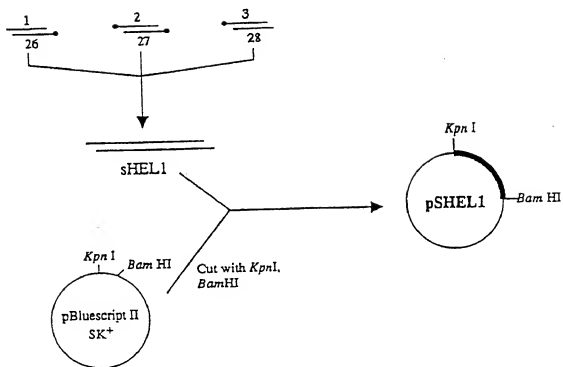 1 2 3
26 27 28
sHEL1
Kpn I
pSHEL1
Bam HI
Kpn I
Bam HI
Cut with KpnI,
BamHI
pBluescript II
SK+